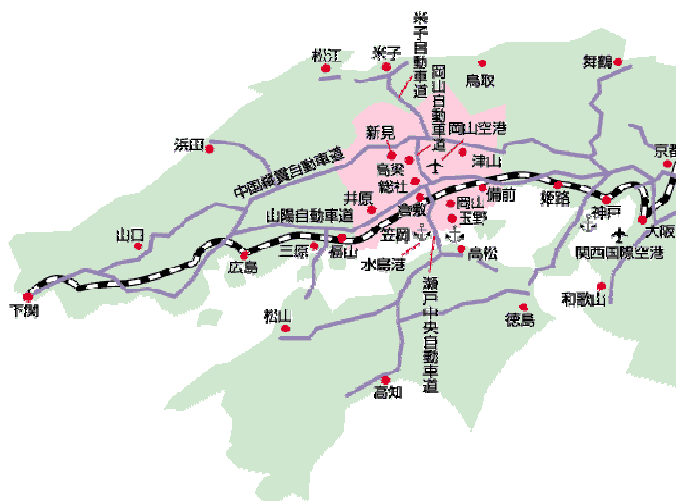 松江
米子
米子自動車道
岡山自動車道
鳥取
舞鶴
浜田
新見
岡山空港
京都
中国縦貫自動車道
高梁
津山
総社
井原
倉敷
岡山
備前
姫路
神戸
玉野
大阪
山陽自動車道
山口
広島
三原
福山
笠岡
水島港
高松
関西国際空港
下関
松山
瀬戸中央自動車道
徳島
和歌山
高知